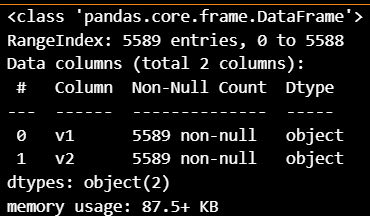 <class 'pandas.core.frame.DataFrame'>
RangeIndex: 5589 entries, 0 to 5588
Data columns (total 2 columns):
 #   Column  Non-Null Count  Dtype
---  ------  --------------  -----
 0   v1      5589 non-null   object
 1   v2      5589 non-null   object
dtypes: object(2)
memory usage: 87.5+ KB